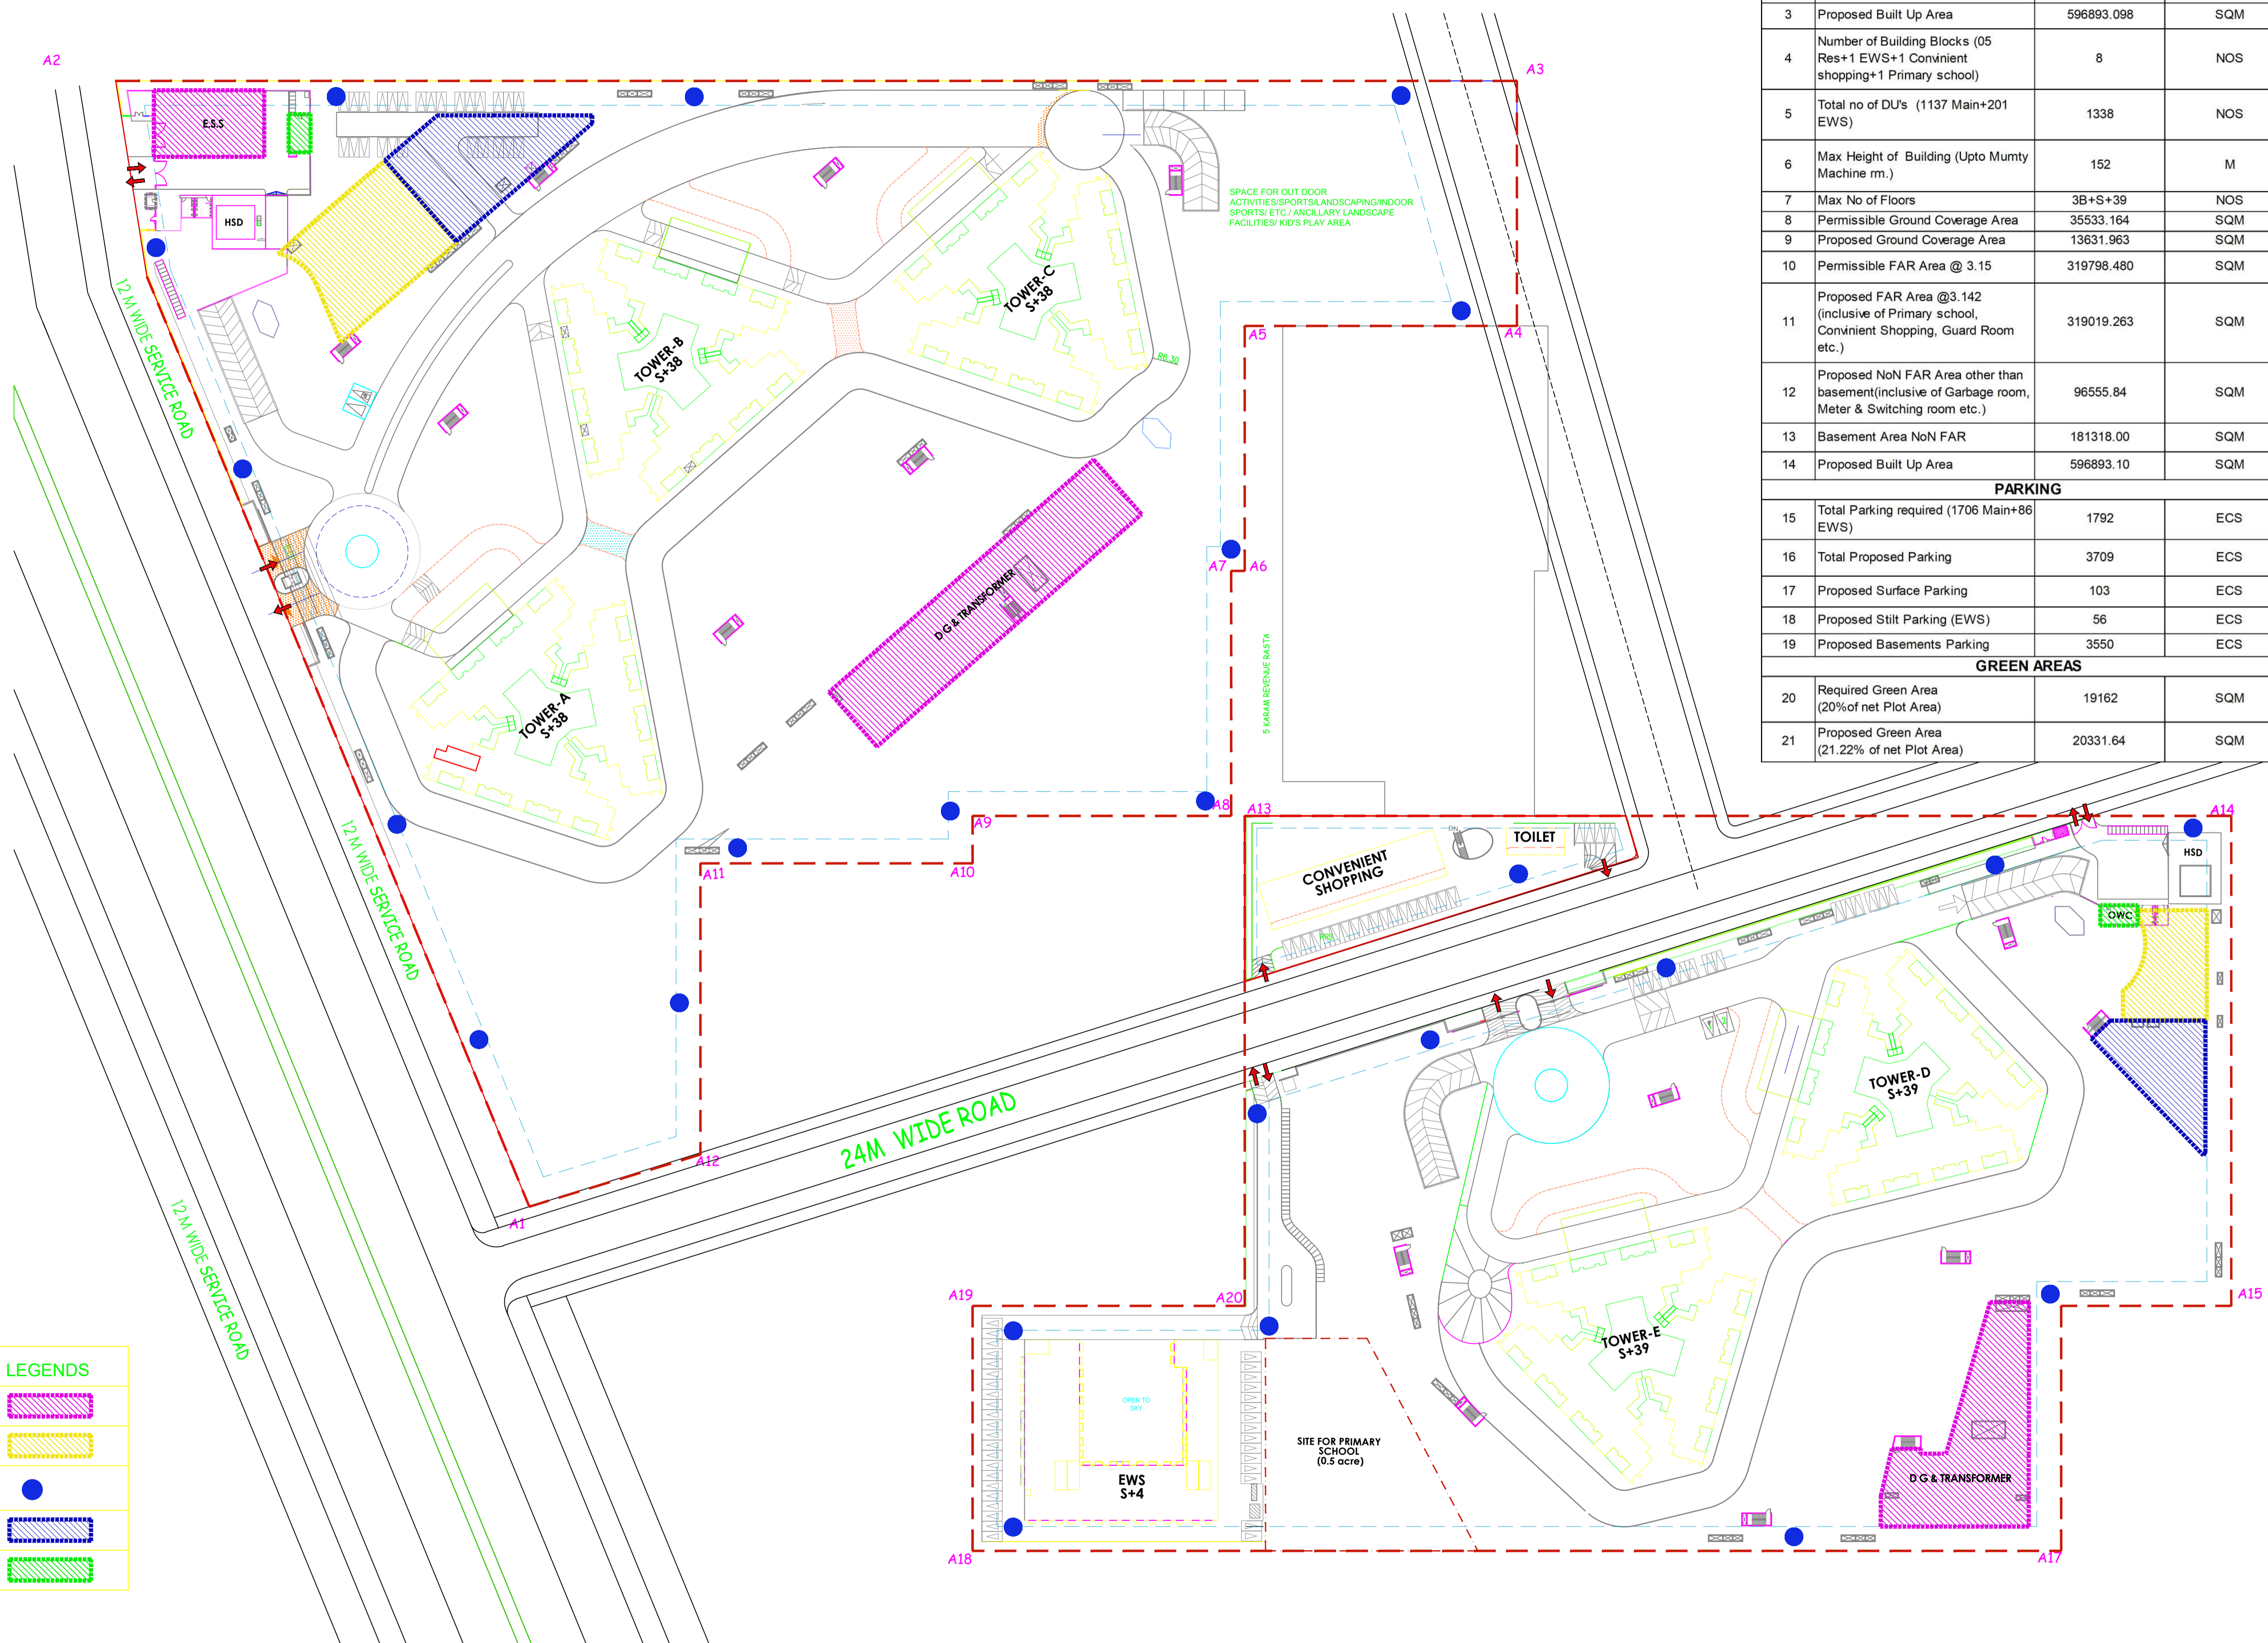 A2
A3
3 Proposed Built Up Area 596893.098 SQM
4 Number of Building Blocks (05
Res+1 EWS+1 Convinient
shopping+1 Primary school) 8 NOS
5 Total no of DU's (1137 Main+201
EWS) 1338 NOS
6 Max Height of Building (Upto Mumty
Machine rm.) 152 M
7 Max No of Floors 3B+S+39 NOS
8 Permissible Ground Coverage Area 35533.164 SQM
9 Proposed Ground Coverage Area 13631.963 SQM
10 Permissible FAR Area @ 3.15 319798.480 SQM
11 Proposed FAR Area @3.142
(inclusive of Primary school,
Convinient Shopping, Guard Room
etc.) 319019.263 SQM
12 Proposed NoN FAR Area other than
basement(inclusive of Garbage room,
Meter & Switching room etc.) 96555.84 SQM
13 Basement Area NoN FAR 181318.00 SQM
14 Proposed Built Up Area 596893.10 SQM
PARKING
15 Total Parking required (1706 Main+86
EWS) 1792 ECS
16 Total Proposed Parking 3709 ECS
17 Proposed Surface Parking 103 ECS
18 Proposed Stilt Parking (EWS) 56 ECS
19 Proposed Basements Parking 3550 ECS
GREEN AREAS
20 Required Green Area
(20%of net Plot Area) 19162 SQM
21 Proposed Green Area
(21.22% of net Plot Area) 20331.64 SQM
E.S.S
HSD
SPACE FOR OUT DOOR
ACTIVITIES/SPORTS/LANDSCAPING/INDOOR
SPORTS/ ETC./ ANCILLARY LANDSCAPE
FACILITIES/ KID'S PLAY AREA
12 M WIDE SERVICE ROAD
TOWER-C
S+38
TOWER-B
S+38
R6.30
A5
A4
A7
A6
D G & TRANSFORMER
5 KARAM REVENUE RASTA
TOWER-A
S+38
A8
A13
A14
A9
A11
A10
12 M WIDE SERVICE ROAD
CONVENIENT
SHOPPING
DN
TOILET
HSD
OWC
TOWER-D
S+39
24M WIDE ROAD
A12
A1
12 M WIDE SERVICE ROAD
A19
A20
A15
TOWER-E
S+39
LEGENDS
OPEN TO
SKY
SITE FOR PRIMARY
SCHOOL
(0.5 acre)
EWS
S+4
D G & TRANSFORMER
A18
A17